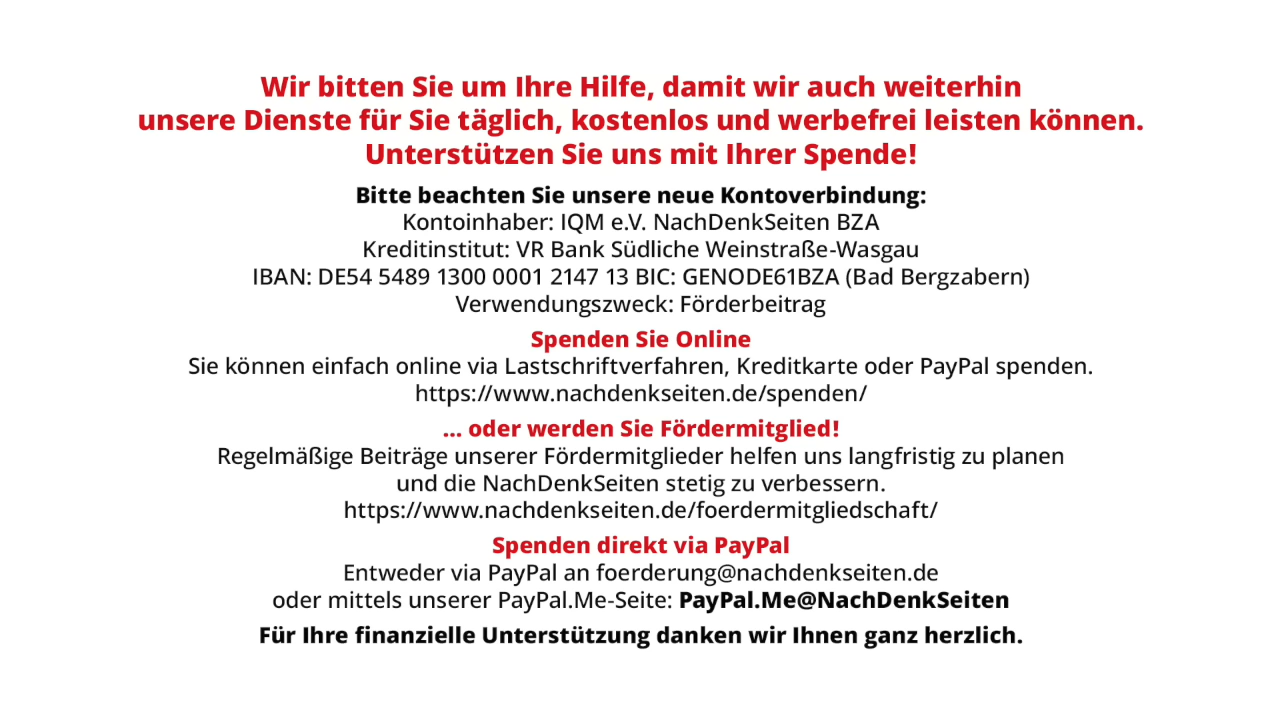 Wir bitten Sie um Ihre Hilfe, damit wir auch weiterhin
unsere Dienste für Sie täglich, kostenlos und werbefrei leisten können.
Unterstützen Sie uns mit Ihrer Spende!
Bitte beachten Sie unsere neue Kontoverbindung:
Kontoinhaber: IQM e.V. NachDenkSeiten BZA
Kreditinstitut: VR Bank Südliche Weinstraße-Wasgau
IBAN: DE54 5489 1300 0001 2147 13 BIC: GENODE61BZA (Bad Bergzabern)
Verwendungszweck: Förderbeitrag
Spenden Sie Online
Sie können einfach online via Lastschriftverfahren, Kreditkarte oder PayPal spenden.
https://www.nachdenkseiten.de/spenden/
... oder werden Sie Fördermitglied!
Regelmäßige Beiträge unserer Fördermitglieder helfen uns langfristig zu planen
und die NachDenkSeiten stetig zu verbessern.
https://www.nachdenkseiten.de/foerdermitgliedschaft/
Spenden direkt via PayPal
Entweder via PayPal an foerderung@nachdenkseiten.de
oder mittels unserer PayPal.Me-Seite: PayPal.Me@NachDenkSeiten
Für Ihre finanzielle Unterstützung danken wir Ihnen ganz herzlich.